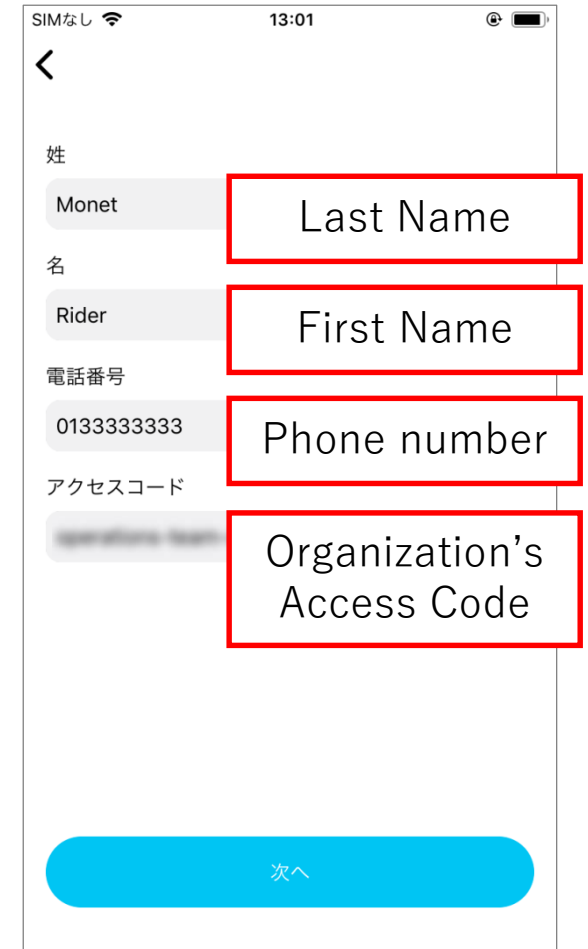 SIMなし 13:01
姓
Monet
Last Name
名
Rider
First Name
電話番号
0133333333
Phone number
アクセスコード
Organization’s
Access Code
次へ